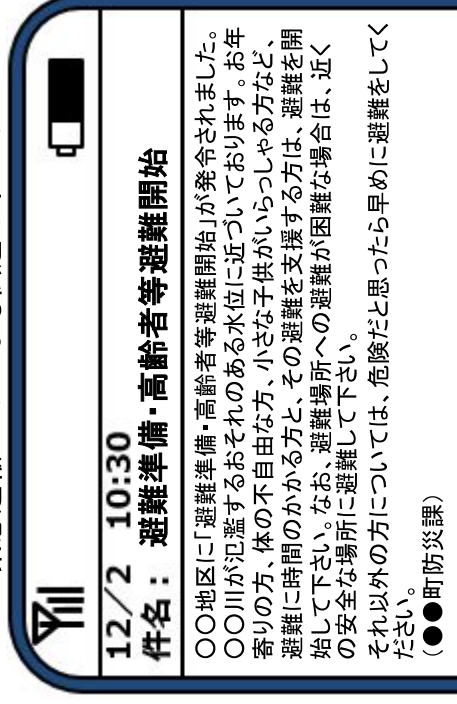 12/2 10:30
件名: 避難準備・高齢者等避難開始
〇〇地区に「避難準備・高齢者等避難開始」が発令されました。
〇〇川が氾濫するおそれのある水位に近づいております。お年
寄りの方、体の不自由な方、小さな子供がいらっしゃる方など、
避難に時間のかかる方と、その避難を支援する方は、避難を開
始して下さい。なお、避難場所への避難が困難な場合は、近く
の安全な場所に避難して下さい。
それ以外の方については、危険だと思ったら早めに避難をしてく
ださい。
(●●町防災課)